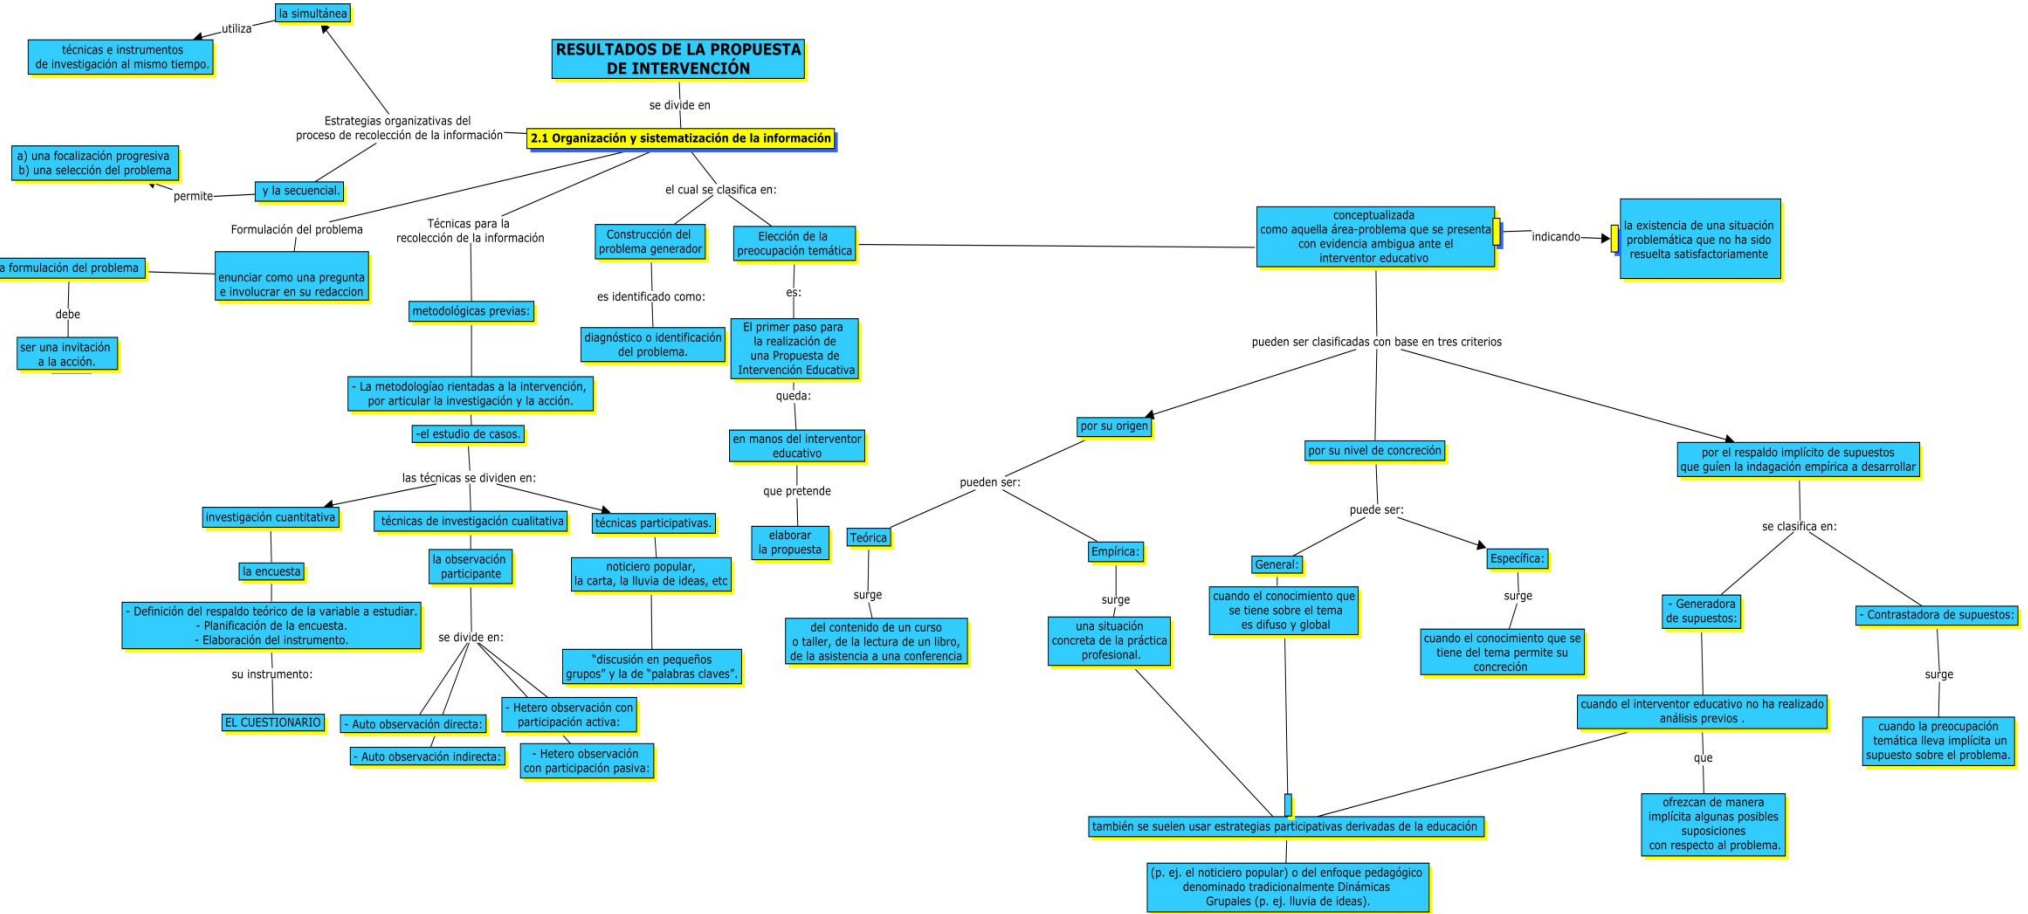 la simultánea
utiliza
técnicas e instrumentos
de investigación al mismo tiempo.
RESULTADOS DE LA PROPUESTA
DE INTERVENCIÓN
se divide en
Estrategias organizativas del
proceso de recolección de la información
2.1 Organización y sistematización de la información
a) una focalización progresiva
b) una selección del problema
permite
y la secuencial.
Formulación del problema
a formulación del problema
enunciar como una pregunta
e involucrar en su redaccion
debe
ser una invitación
a la acción.
Técnicas para la
recolección de la información
metodológicas previas:
- La metodologíao rientadas a la intervención,
por articular la investigación y la acción.
-el estudio de casos.
las técnicas se dividen en:
investigación cuantitativa
técnicas de investigación cualitativa
técnicas participativas.
la encuesta
- Definición del respaldo teórico de la variable a estudiar.
- Planificación de la encuesta.
- Elaboración del instrumento.
su instrumento:
EL CUESTIONARIO
la observación
participante
se divide en:
- Auto observación directa:
- Auto observación indirecta:
- Hetero observación con
participación activa:
- Hetero observación
con participación pasiva:
noticiero popular,
la carta, la lluvia de ideas, etc
“discusión en pequeños
grupos” y la de “palabras claves”.
el cual se clasifica en:
Construcción del
problema generador
es identificado como:
diagnóstico o identificación
del problema.
Elección de la
preocupación temática
es:
El primer paso para
la realización de
una Propuesta de
Intervención Educativa
queda:
en manos del interventor
educativo
que pretende
elaborar
la propuesta
conceptualizada
como aquella área-problema que se presenta
con evidencia ambigua ante el
interventor educativo
indicando
la existencia de una situación
problemática que no ha sido
resuelta satisfactoriamente
pueden ser clasificadas con base en tres criterios
por su origen
pueden ser:
Teórica
surge
del contenido de un curso
o taller, de la lectura de un libro,
de la asistencia a una conferencia
Empírica:
surge
una situación
concreta de la práctica
profesional.
por su nivel de concreción
puede ser:
General:
cuando el conocimiento que
se tiene sobre el tema
es difuso y global
Específica:
surge
cuando el conocimiento que se
tiene del tema permite su
concreción
por el respaldo implícito de supuestos
que guíen la indagación empírica a desarrollar
se clasifica en:
- Generadora
de supuestos:
cuando el interventor educativo no ha realizado
análisis previos .
que
ofrezcan de manera
implícita algunas posibles
suposiciones
con respecto al problema.
- Contrastadora de supuestos:
surge
cuando la preocupación
temática lleva implícita un
supuesto sobre el problema.
también se suelen usar estrategias participativas derivadas de la educación
(p. ej. el noticiero popular) o del enfoque pedagógico
denominado tradicionalmente Dinámicas
Grupales (p. ej. lluvia de ideas).